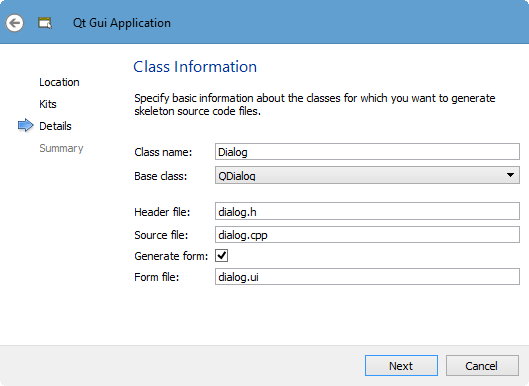 Qt Gui Application
Class Information
Location
Kits
Details
Summary
Specify basic information about the classes for which you want to generate
skeleton source code files.
Class name: Dialog
Base class: QDialog
Header file: dialog.h
Source file: dialog.cpp
Generate form:
Form file: dialog.ui
Next Cancel